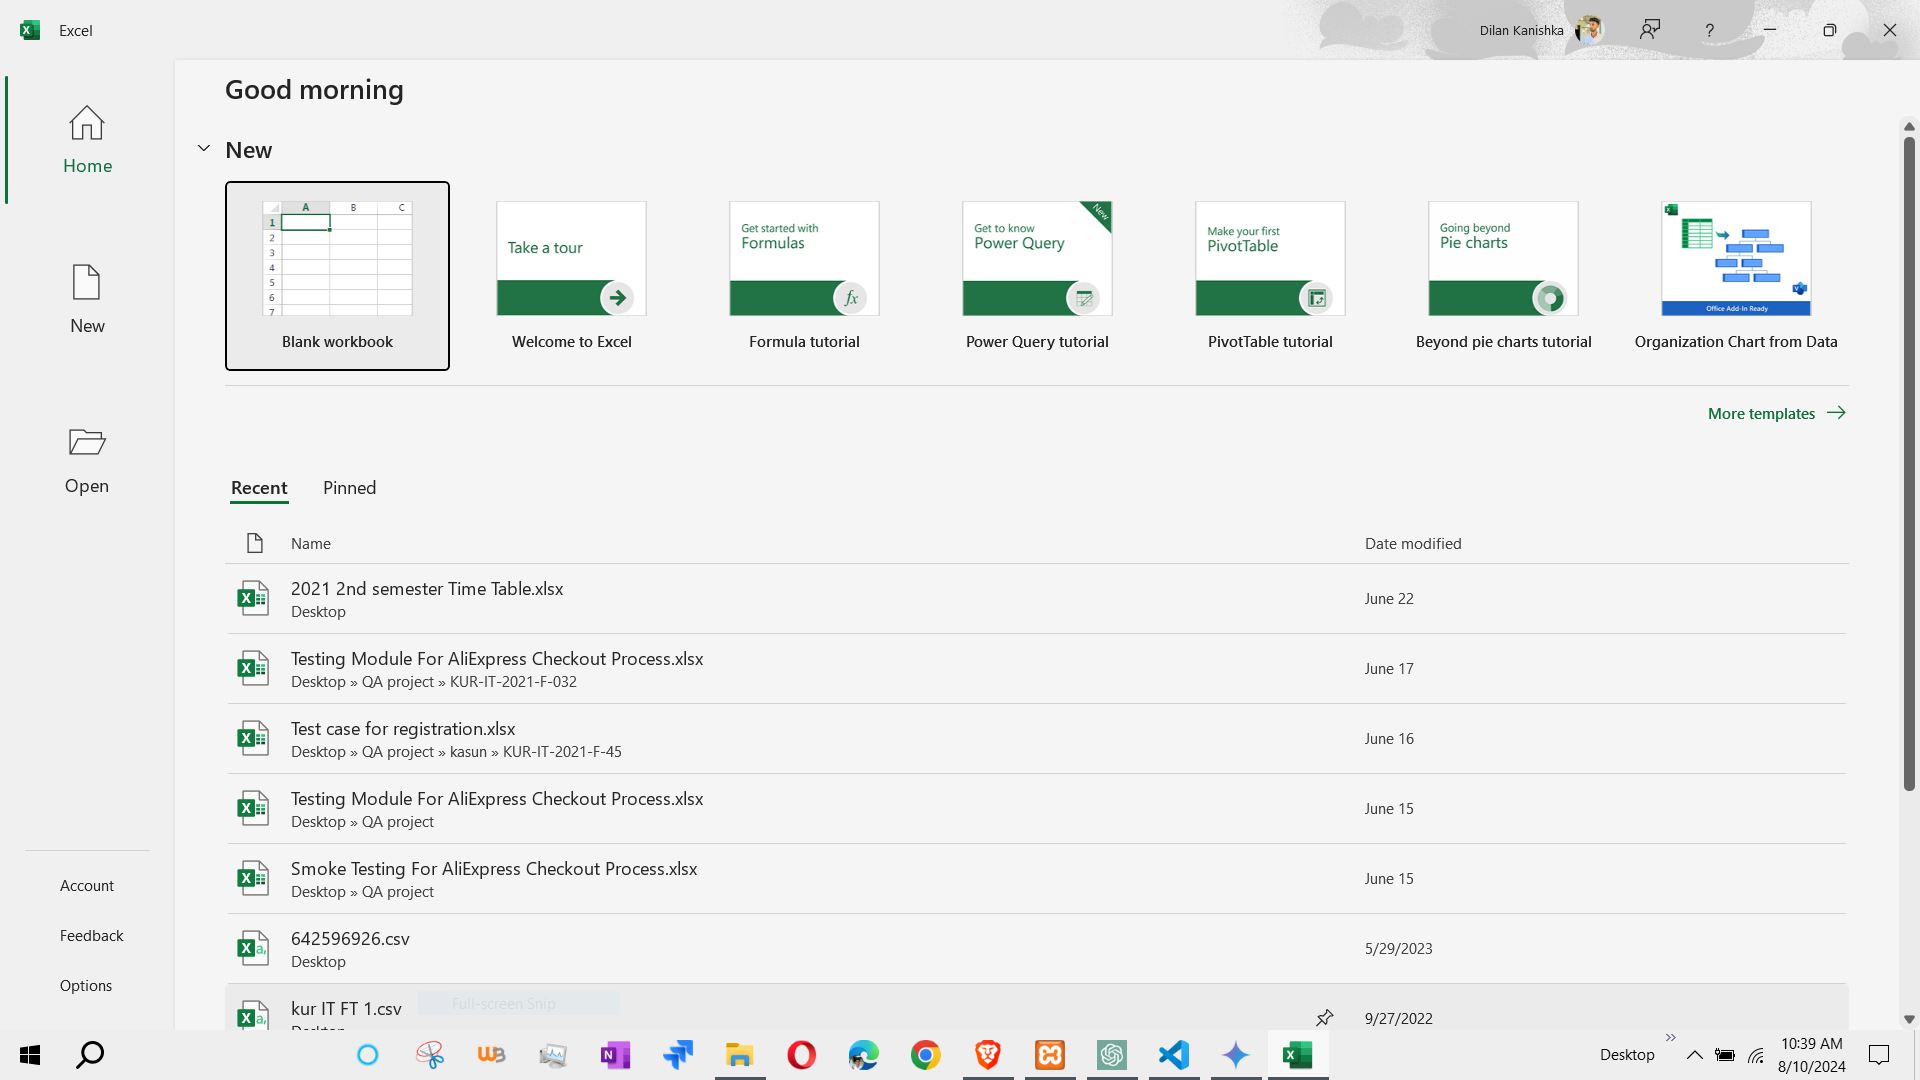 Excel
Dilan Kanishka
?
Good morning
Home
New
A B C
1
2
3
4
5
6
7
Blank workbook
Take a tour
Welcome to Excel
Get started with
Formulas
fx
Formula tutorial
Get to know
Power Query
New
Power Query tutorial
Make your first
PivotTable
PivotTable tutorial
Going beyond
Pie charts
Beyond pie charts tutorial
Office Add-In Ready
Organization Chart from Data
New
More templates
Open
Recent Pinned
Name Date modified
2021 2nd semester Time Table.xlsx
Desktop
June 22
Testing Module For AliExpress Checkout Process.xlsx
Desktop » QA project » KUR-IT-2021-F-032
June 17
Test case for registration.xlsx
Desktop » QA project » kasun » KUR-IT-2021-F-45
June 16
Testing Module For AliExpress Checkout Process.xlsx
Desktop » QA project
June 15
Smoke Testing For AliExpress Checkout Process.xlsx
Desktop » QA project
June 15
642596926.csv
Desktop
5/29/2023
kur IT FT 1.csv
Full-screen Snip
Desktop
9/27/2022
Account
Feedback
Options
Desktop
»
10:39 AM
8/10/2024